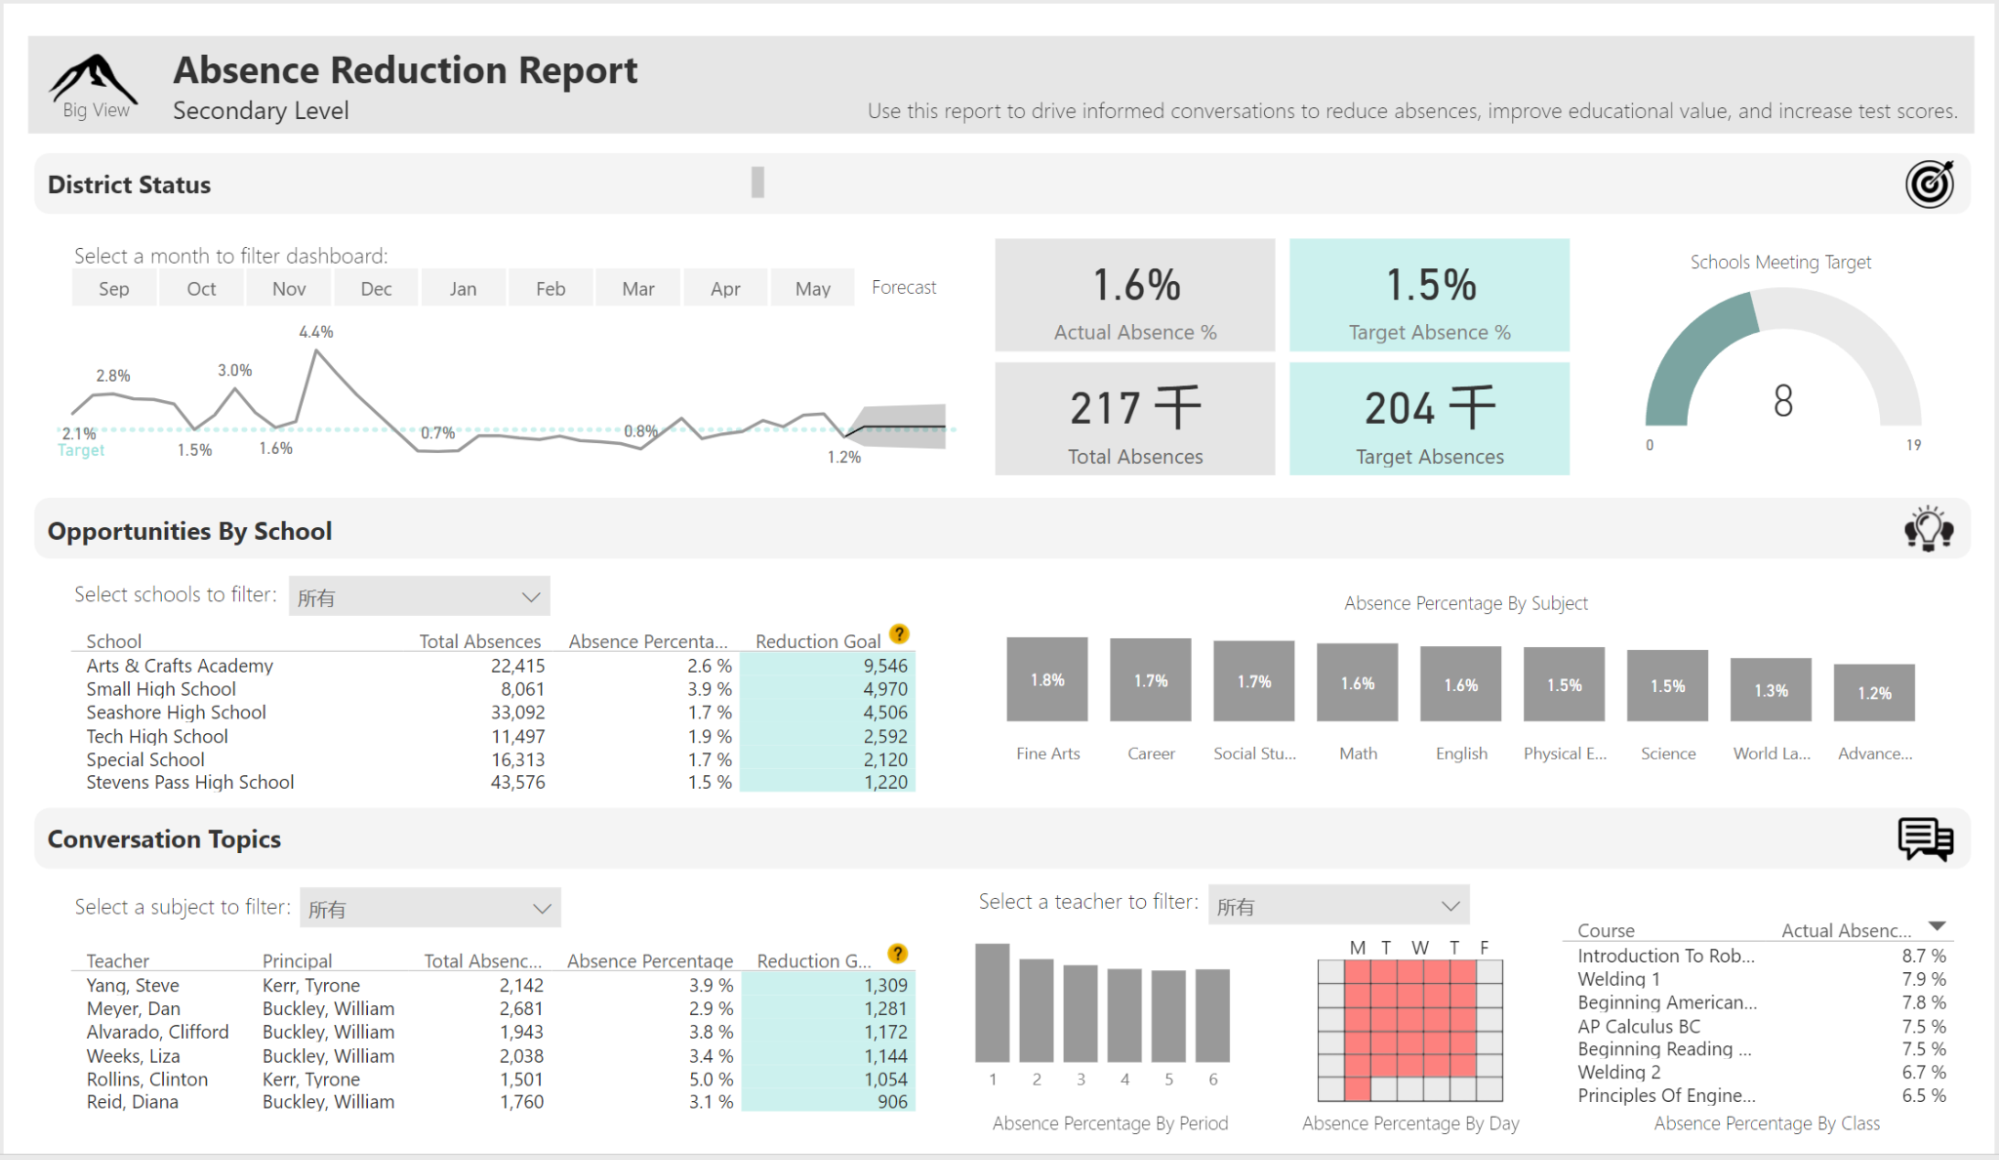 Absence Reduction Report
Big View
Secondary Level
Use this report to drive informed conversations to reduce absences, improve educational value, and increase test scores.
District Status
Select a month to filter dashboard:
Sep Oct Nov Dec Jan Feb Mar Apr May Forecast
4.4%
2.8%
3.0%
2.1%
Target
1.5%
1.6%
0.7%
0.8%
1.2%
1.6%
Actual Absence %
1.5%
Target Absence %
217 千
Total Absences
204 千
Target Absences
Schools Meeting Target
8
0
19
Opportunities By School
Select schools to filter: 所有
School Total Absences Absence Percenta... Reduction Goal ?
Arts & Crafts Academy 22,415 2.6 % 9,546
Small High School 8,061 3.9 % 4,970
Seashore High School 33,092 1.7 % 4,506
Tech High School 11,497 1.9 % 2,592
Special School 16,313 1.7 % 2,120
Stevens Pass High School 43,576 1.5 % 1,220
Absence Percentage By Subject
1.8% 1.7% 1.7% 1.6% 1.6% 1.5% 1.5% 1.3% 1.2%
Fine Arts Career Social Stu... Math English Physical E... Science World La... Advance...
Conversation Topics
Select a subject to filter: 所有
Teacher Principal Total Absenc... Absence Percentage Reduction G... ?
Yang, Steve Kerr, Tyrone 2,142 3.9 % 1,309
Meyer, Dan Buckley, William 2,681 2.9 % 1,281
Alvarado, Clifford Buckley, William 1,943 3.8 % 1,172
Weeks, Liza Buckley, William 2,038 3.4 % 1,144
Rollins, Clinton Kerr, Tyrone 1,501 5.0 % 1,054
Reid, Diana Buckley, William 1,760 3.1 % 906
Select a teacher to filter: 所有
1 2 3 4 5 6
Absence Percentage By Period
M T W T F
Absence Percentage By Day
Course Actual Absenc...
Introduction To Rob... 8.7 %
Welding 1 7.9 %
Beginning American... 7.8 %
AP Calculus BC 7.5 %
Beginning Reading ... 7.5 %
Welding 2 6.7 %
Principles Of Engine... 6.5 %
Absence Percentage By Class